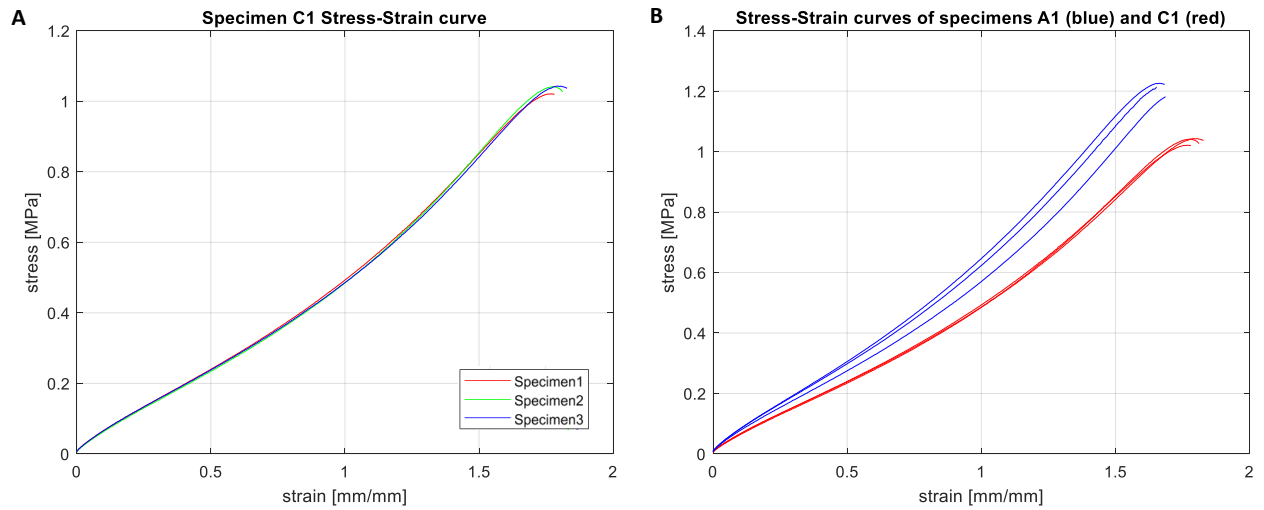 A
Specimen C1 Stress-Strain curve
1.2
1
0.8
0.6
0.4
0.2
0
stress [MPa]
Specimen1
Specimen2
Specimen3
0 0.5 1 1.5 2
strain [mm/mm]
B
Stress-Strain curves of specimens A1 (blue) and C1 (red)
1.4
1.2
1
0.8
0.6
0.4
0.2
0
stress [MPa]
0 0.5 1 1.5 2
strain [mm/mm]